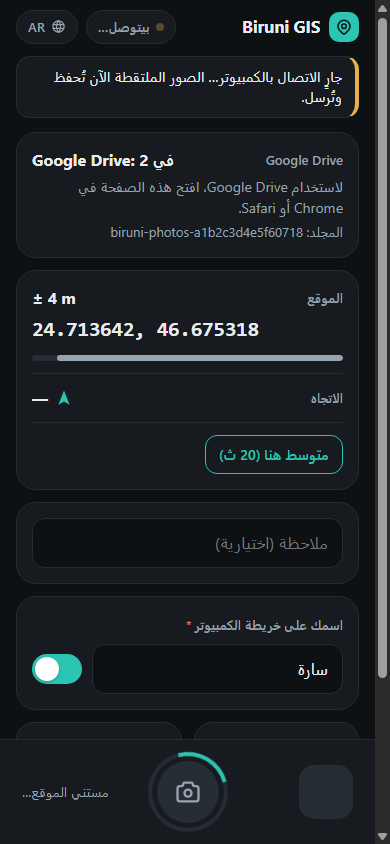 Biruni GIS
بيتوصل...
AR
جارٍ الاتصال بالكمبيوتر... الصور الملتقطة الآن تُحفظ
وتُرسل.
Google Drive
Google Drive: 2 في
لاستخدام Google Drive، افتح هذه الصفحة في
Chrome أو Safari.
المجلد: biruni-photos-a1b2c3d4e5f60718
الموقع
± 4 m
24.713642, 46.675318
الاتجاه
—
متوسط هنا (20 ث)
ملاحظة (اختيارية)
اسمك على خريطة الكمبيوتر *
سارة
مستني الموقع...